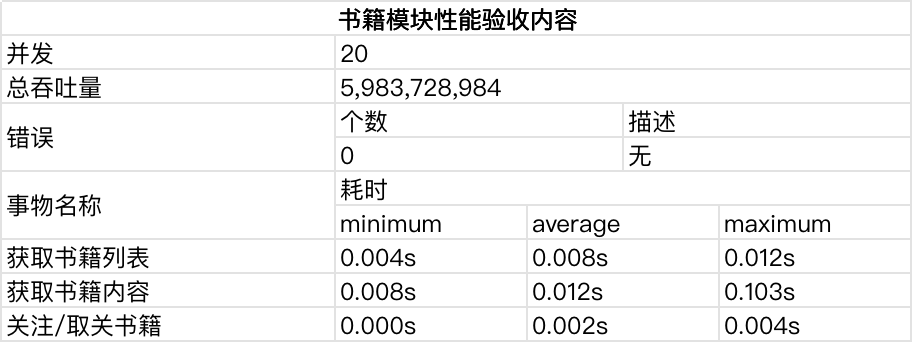 书籍模块性能验收内容
并发 20
总吞吐量 5,983,728,984
错误 个数 描述
0 无
事物名称 耗时
minimum average maximum
获取书籍列表 0.004s 0.008s 0.012s
获取书籍内容 0.008s 0.012s 0.103s
关注/取关书籍 0.000s 0.002s 0.004s